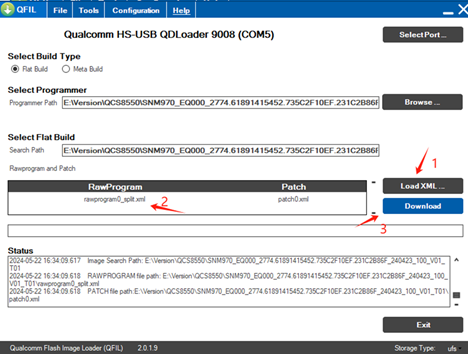 QFIL File Tools Configuration Help
Qualcomm HS-USB QDLoader 9008 (COM5)
Select Port...
Select Build Type
Flat Build Meta Build
Select Programmer
Programmer Path E:\Version\QCS8550\SNM970_EQ000_2774.61891415452.735C2F10EF.231C2B86F
Browse ...
Select Flat Build
Search Path E:\Version\QCS8550\SNM970_EQ000_2774.61891415452.735C2F10EF.231C2B86F
1
Rawprogram and Patch
RawProgram Patch
Load XML ...
rawprogram0_split.xml 2 patch0.xml
Download
3
Status
2024-05-22 16:34:09.617 Image Search Path: E:\Version\QCS8550\SNM970_EQ000_2774.61891415452.735C2F10EF.231C2B86F_240423_100_V01_
T01
2024-05-22 16:34:09.618 RAWPROGRAM file path: E:\Version\QCS8550\SNM970_EQ000_2774.61891415452.735C2F10EF.231C2B86F_240423_100_
V01_T01\rawprogram0_split.xml
2024-05-22 16:34:09.618 PATCH file path:E:\Version\QCS8550\SNM970_EQ000_2774.61891415452.735C2F10EF.231C2B86F_240423_100_V01_T01\
patch0.xml
Exit
Qualcomm Flash Image Loader (QFIL) 2.0.1.9 Storage Type: ufs